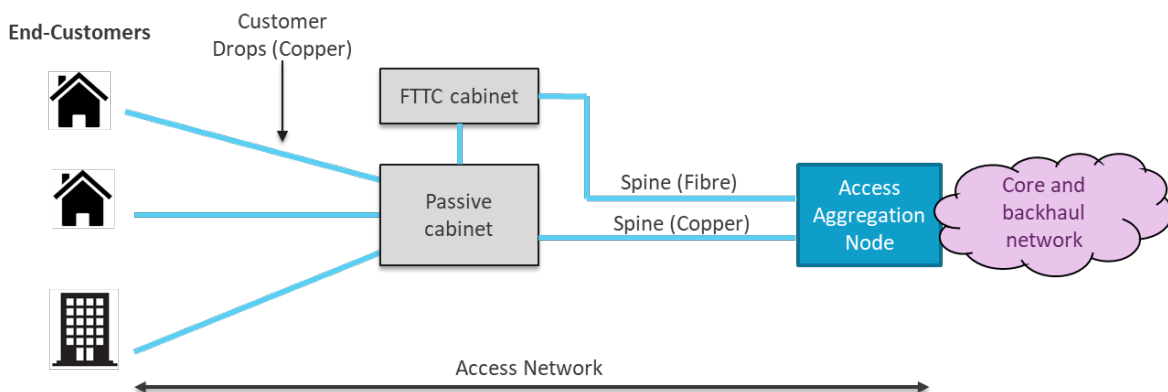 End-Customers
Customer
Drops (Copper)
FTTC cabinet
Passive
cabinet
Spine (Fibre)
Spine (Copper)
Access
Aggregation
Node
Core and
backhaul
network
Access Network